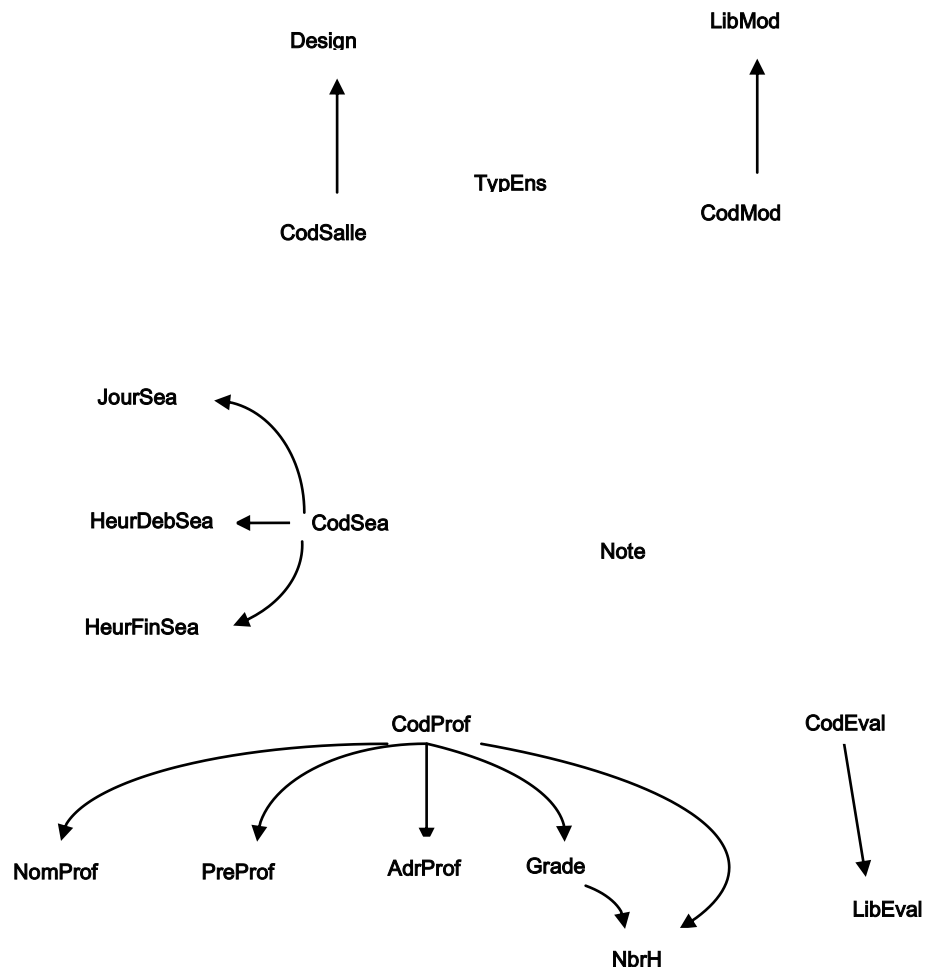 LibMod
Design
TypEns
CodMod
CodSalle
JourSea
HeurDebSea
CodSea
Note
HeurFinSea
CodProf
CodEval
NomProf
PreProf
AdrProf
Grade
LibEval
NbrH